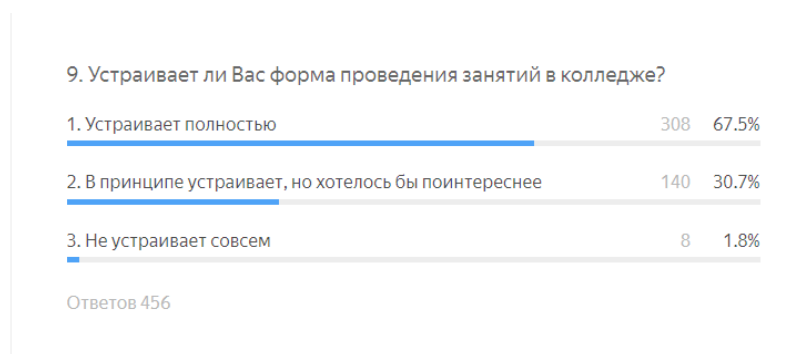 9. Устраивает ли Вас форма проведения занятий в колледже?
1. Устраивает полностью 308 67.5%
2. В принципе устраивает, но хотелось бы поинтереснее 140 30.7%
3. Не устраивает совсем 8 1.8%
Ответов 456